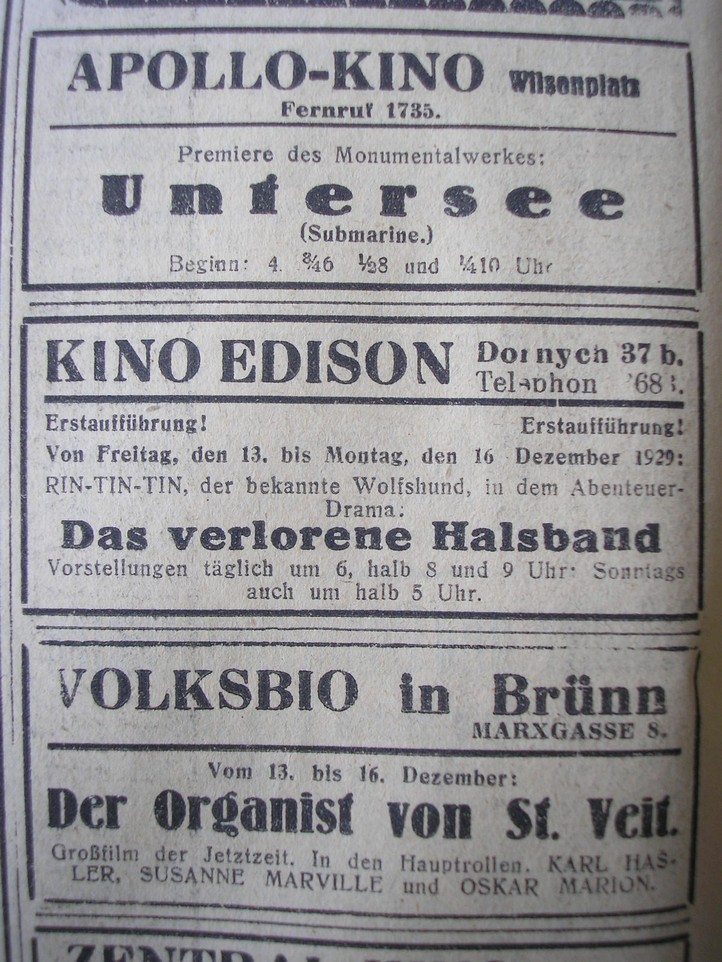 APOLLO-KINO Wilsonplatz
Fernruf 1735.
Premiere des Monumentalwerkes:
Untersee
(Submarine.)
Beginn: 4. ¾6 ½8 und ¼10 Uhr
KINO EDISON Dornych 37 b.
Telephon
Erstaufführung! Erstaufführung!
Von Freitag, den 13. bis Montag, den 16 Dezember 1929:
RIN-TIN-TIN, der bekannte Wolfshund, in dem Abenteuer-
Drama:
Das verlorene Halsband
Vorstellungen täglich um 6, halb 8 und 9 Uhr· Sonntags
auch um halb 5 Uhr.
VOLKSBIO in Brünn
MARXGASSE 8.
Vom 13. bis 16. Dezember:
Der Organist von St. Veit.
Großfilm der Jetztzeit. In den Hauptrollen. KARL HAS-
LER, SUSANNE MARVILLE und OSKAR MARION.
ZENTRAL